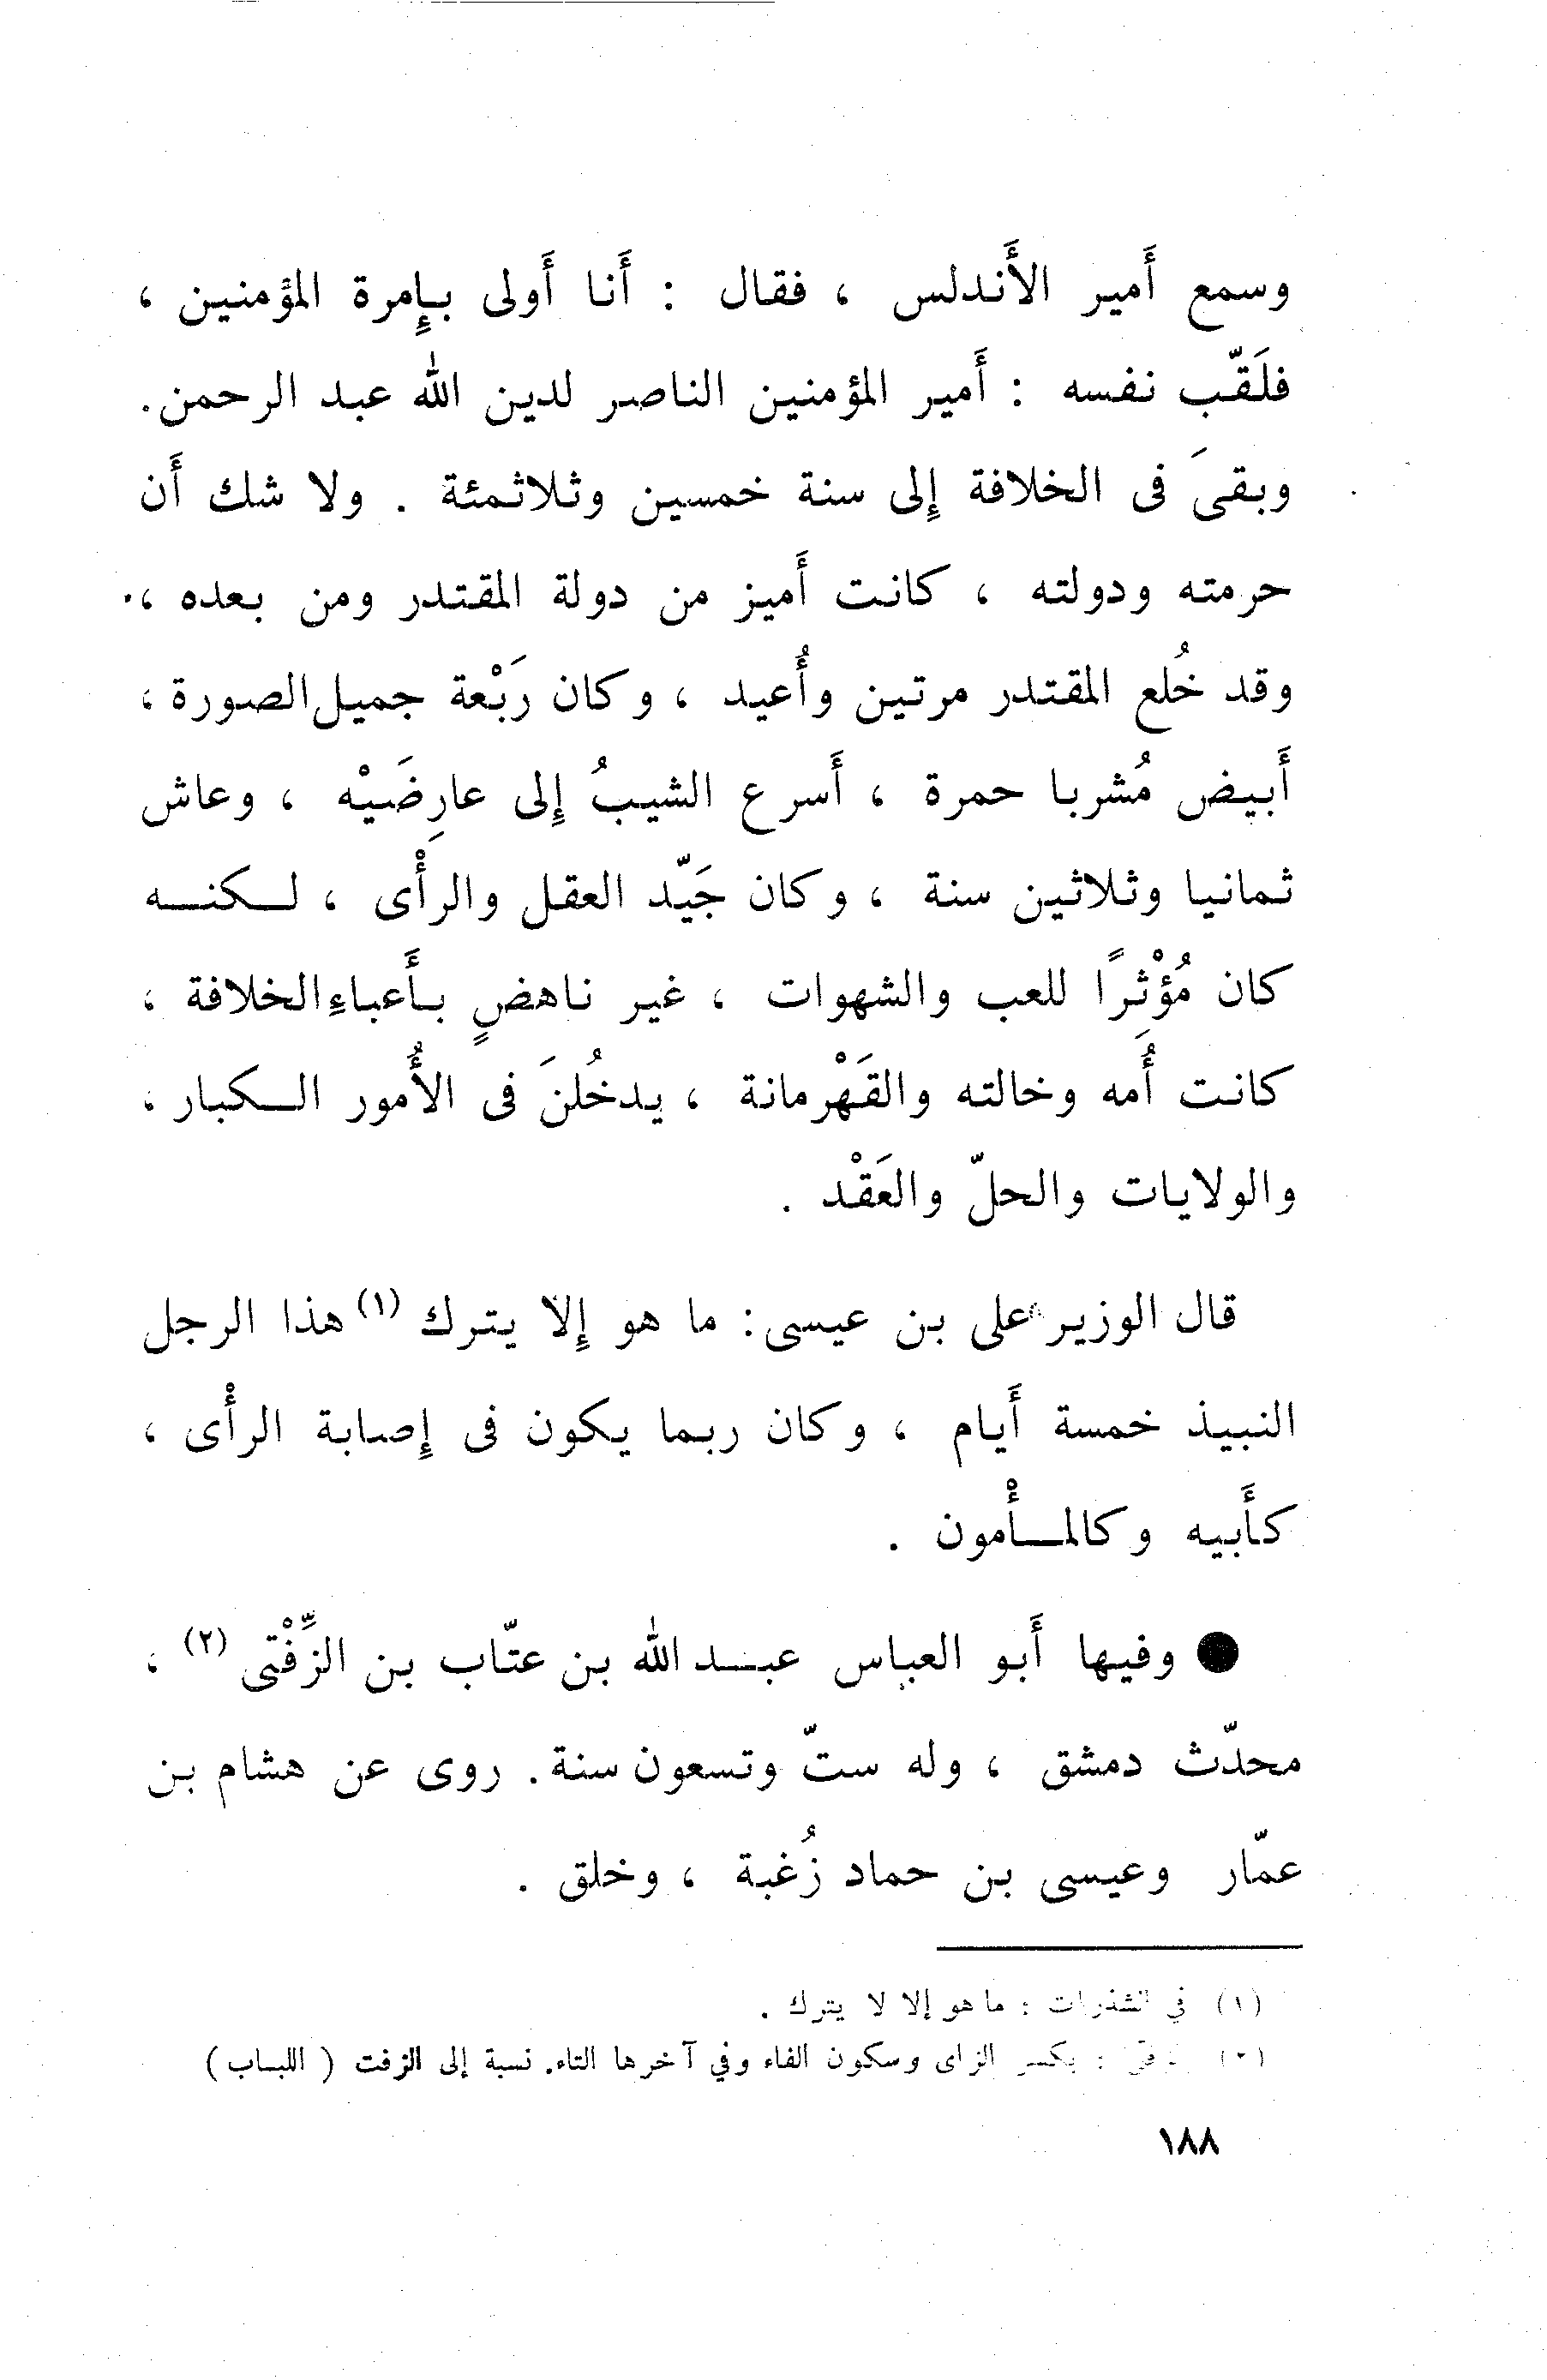 وسمع أَمير الأَندلس ، فقال : أَنا أَولى بإِمرة المؤمنين ،
فلَقّب نفسه : أَمير المؤمنين الناصر لدين الله عبد الرحمن.
وبقىَ فى الخلافة إِلى سنة خمسين وثلاثمئة . ولا شك أَن
حرمته ودولته ، كانت أَميز من دولة المقتدر ومن بعده ،
وقد خُلع المقتدر مرتين وأُعيد ، وكان رَبْعة جميل الصورة ،
أَبيض مُشربا حمرة ، أَسرع الشيبُ إِلى عارِضَيْه ، وعاش
ثمانيا وثلاثين سنة ، وكان جَيّد العقل والرأْى ، لـكنـه
كان مُؤْثِرًا للعب والشهوات ، غير ناهضٍ بأَعباءِ الخلافة ،
كانت أُمه وخالته والقَهْرمانة ، يدخُلنَ فى الأُمور الـكبار ،
والولايات والحلّ والعَقْد .
قال الوزير على بن عيسى : ما هو إِلا يترك (١) هذا الرجل
النبيذ خمسة أَيام ، وكان ربما يكون فى إِصابة الرأْى ،
كأَبيه وكالمـأْمون .
● وفيها أَبو العباس عبـد الله بن عتّاب بن الزِّفْتى (٢) ،
محدّث دمشق ، وله ستّ وتسعون سنة . روى عن هشام بن
عمّار وعيسى بن حماد زُغبة ، وخلق .
(١) في الشذرات : ما هو إلا لا يترك .
(٢) : بكسر الزاى وسكون الفاء وفي آخرها التاء. نسبة إلى الزفت ( اللباب )
١٨٨